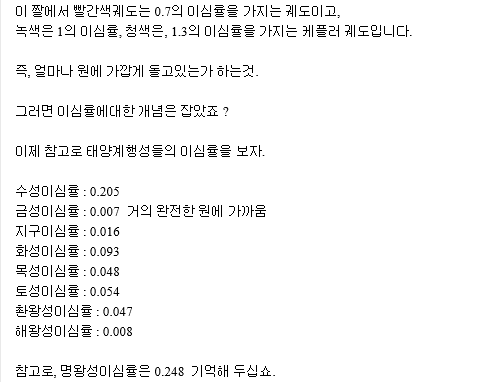 이 짤에서 빨간색궤도는 0.7의 이심률을 가지는 궤도이고,
녹색은 1의 이심률, 청색은, 1.3의 이심률을 가지는 케플러 궤도입니다.
즉, 얼마나 원에 가깝게 돌고있는가 하는것.
그러면 이심률에대한 개념은 잡았죠 ?
이제 참고로 태양계행성들의 이심률을 보자.
수성이심률 : 0.205
금성이심률 : 0.007 거의 완전한 원에 가까움
지구이심률 : 0.016
화성이심률 : 0.093
목성이심률 : 0.048
토성이심률 : 0.054
촨왕성이심률 : 0.047
해왕성이심률 : 0.008
참고로, 명왕성이심률은 0.248 기억해 두십쇼.